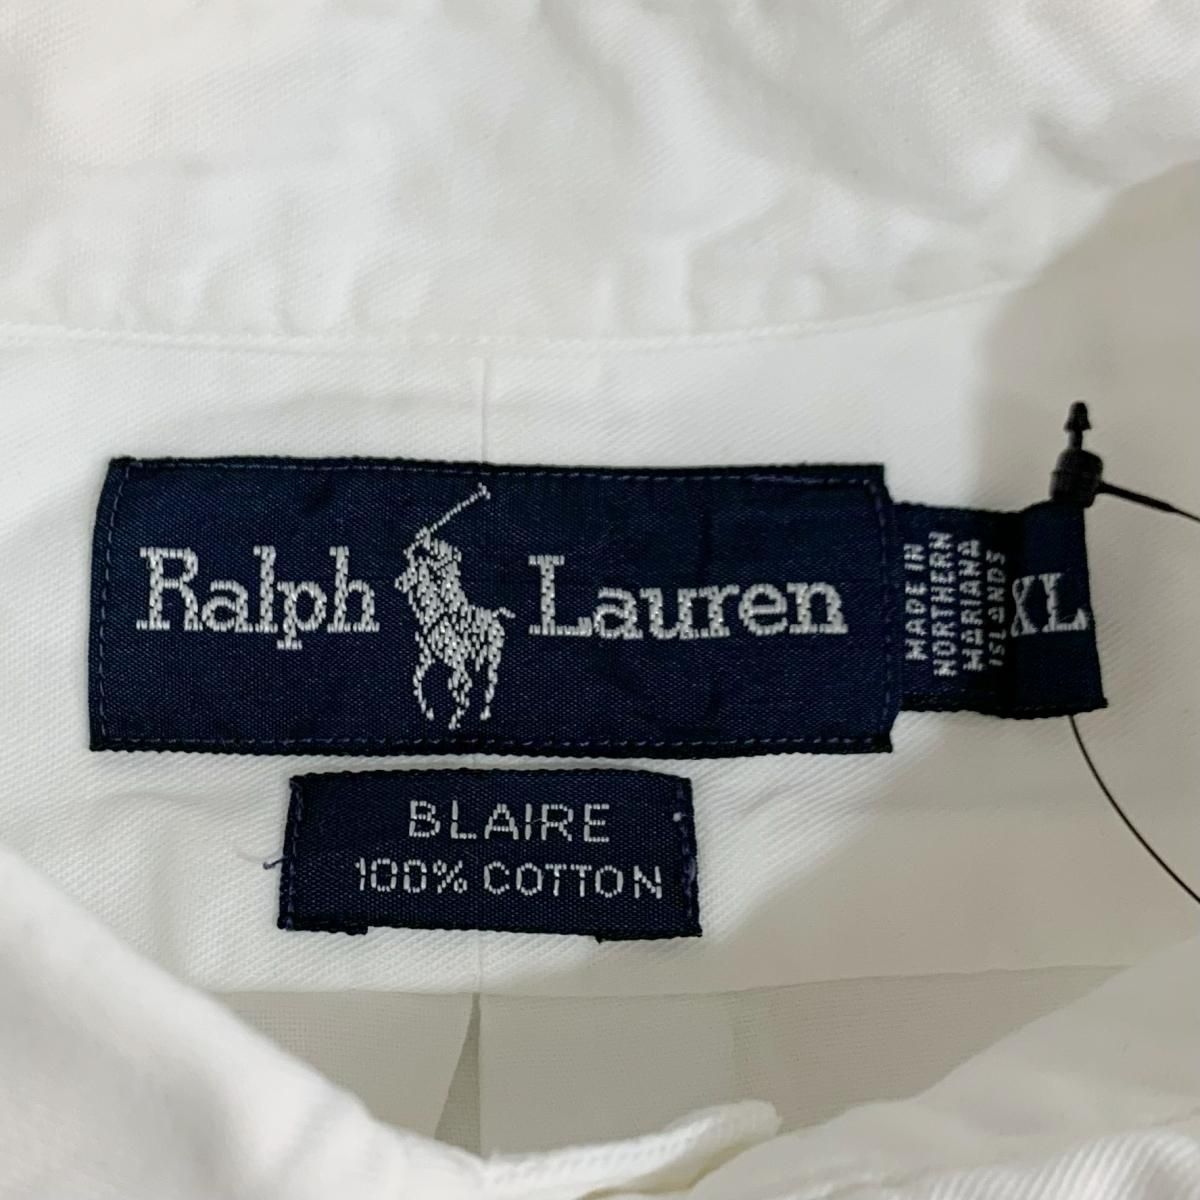 Ralph Lauren
MADE IN
NORTHERN
MARIANA
ISLANDS
XL
BLAIRE
100% COTTON